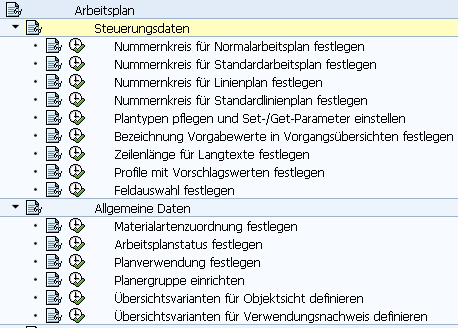 Arbeitsplan
Steuerungsdaten
Nummernkreis für Normalarbeitsplan festlegen
Nummernkreis für Standardarbeitsplan festlegen
Nummernkreis für Linienplan festlegen
Nummernkreis für Standardlinienplan festlegen
Plantypen pflegen und Set-/Get-Parameter einstellen
Bezeichnung Vorgabewerte in Vorgangsübersichten festlegen
Zeilenlänge für Langtexte festlegen
Profile mit Vorschlagswerten festlegen
Feldauswahl festlegen
Allgemeine Daten
Materialartenzuordnung festlegen
Arbeitsplanstatus festlegen
Planverwendung festlegen
Planergruppe einrichten
Übersichtsvarianten für Objektsicht definieren
Übersichtsvarianten für Verwendungsnachweis definieren